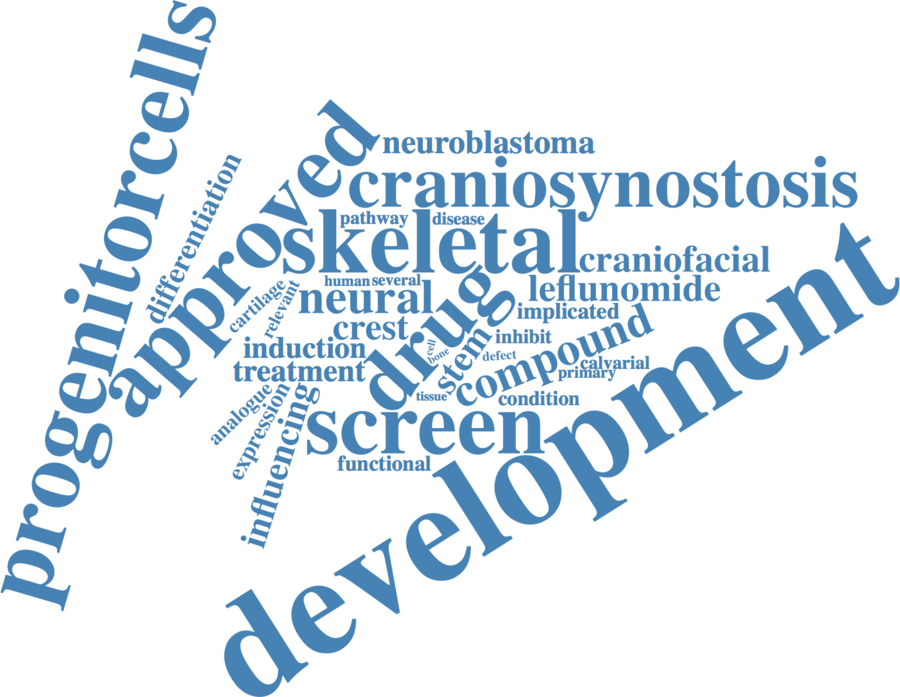 progenitorcells
differentiation
approved
neuroblastoma
craniosynostosis
pathway
disease
skeletal
craniofacial
human
several
cartilage
relevant
neural
leflunomide
drug
implicated
crest
inhibit
stem
compound
induction
cell
bone
defect
calvarial
primary
treatment
tissue
condition
analogue
expression
influencing
screen
functional
development